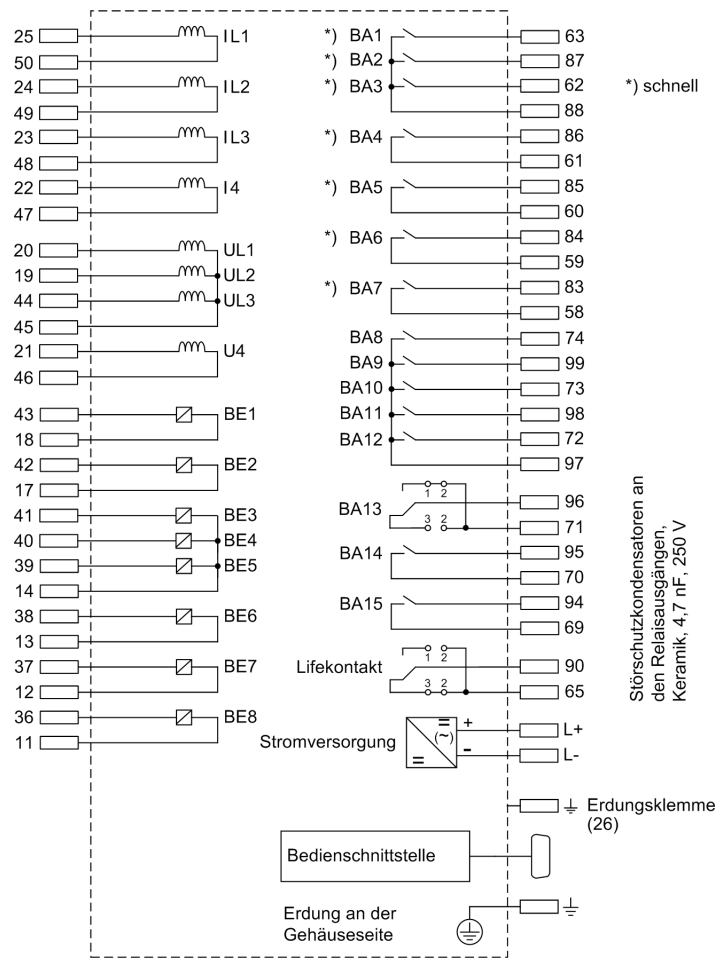 25 IL1 *) BA1 63
50 *) BA2 87
24 IL2 *) BA3 62 *) schnell
49 88
23 IL3 *) BA4 86
48 61
22 I4 *) BA5 85
47 60
20 UL1 *) BA6 84
19 UL2 59
44 UL3 *) BA7 83
45 58
21 U4 BA8 74
46 BA9 99
BA10 73
43 BE1 BA11 98
18 BA12 72
42 BE2 97
17
41 BE3 BA13 1 2 96
40 BE4 3 2 71
39 BE5 BA14 95
14 70
38 BE6 BA15 94
13 69
37 BE7 Lifekontakt 1 2 90
12 3 2 65
36 BE8 Stromversorgung = (~) = + L+
11 - L-
Störschutzkondensatoren an
den Relaisausgängen,
Keramik, 4,7 nF, 250 V
Erdungsklemme
(26)
Bedienschnittstelle
Erdung an der
Gehäuseseite